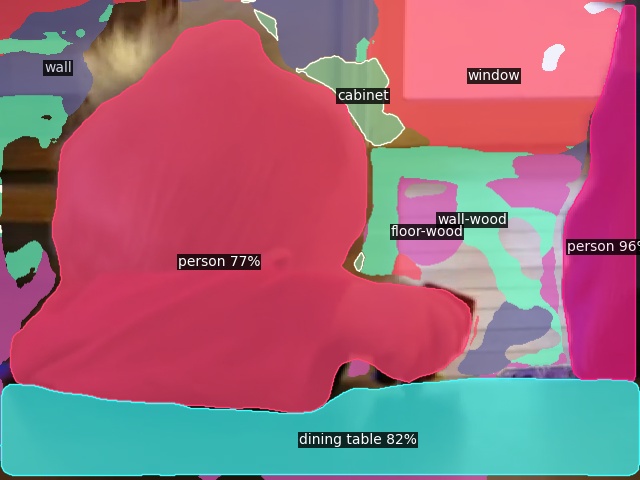 wall
window
cabinet
wall-wood
floor-wood
person 96%
person 77%
dining table 82%